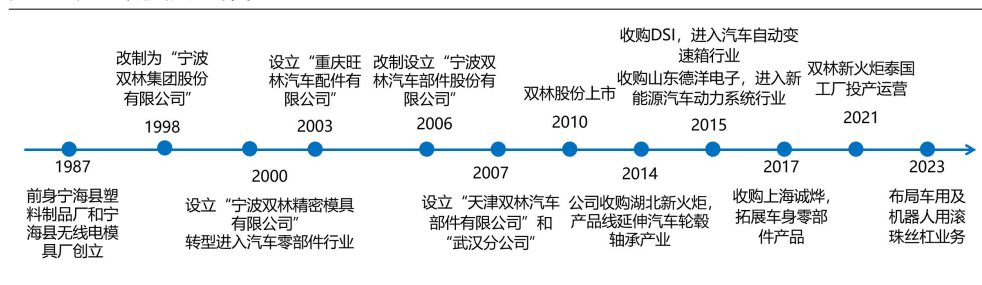 1987
前身宁海县塑
料制品厂和宁
海县无线电模
具厂创立
改制为“宁波
双林集团股份
有限公司”
1998
2000
设立“宁波双林精密模具
有限公司”
转型进入汽车零部件行业
设立“重庆旺
林汽车配件有
限公司”
2003
改制设立“宁波双
林汽车部件股份有
限公司”
2006
2007
设立“天津双林汽车
部件有限公司”和
“武汉分公司”
双林股份上市
2010
2014
公司收购湖北新火炬，
产品线延伸汽车轮毂
轴承产业
收购DSI，进入汽车自动变
速箱行业
收购山东德洋电子，进入新
能源汽车动力系统行业
2015
2017
收购上海诚烨，
拓展车身零部
件产品
双林新火炬泰国
工厂投产运营
2021
2023
布局车用及
机器人用滚
珠丝杠业务